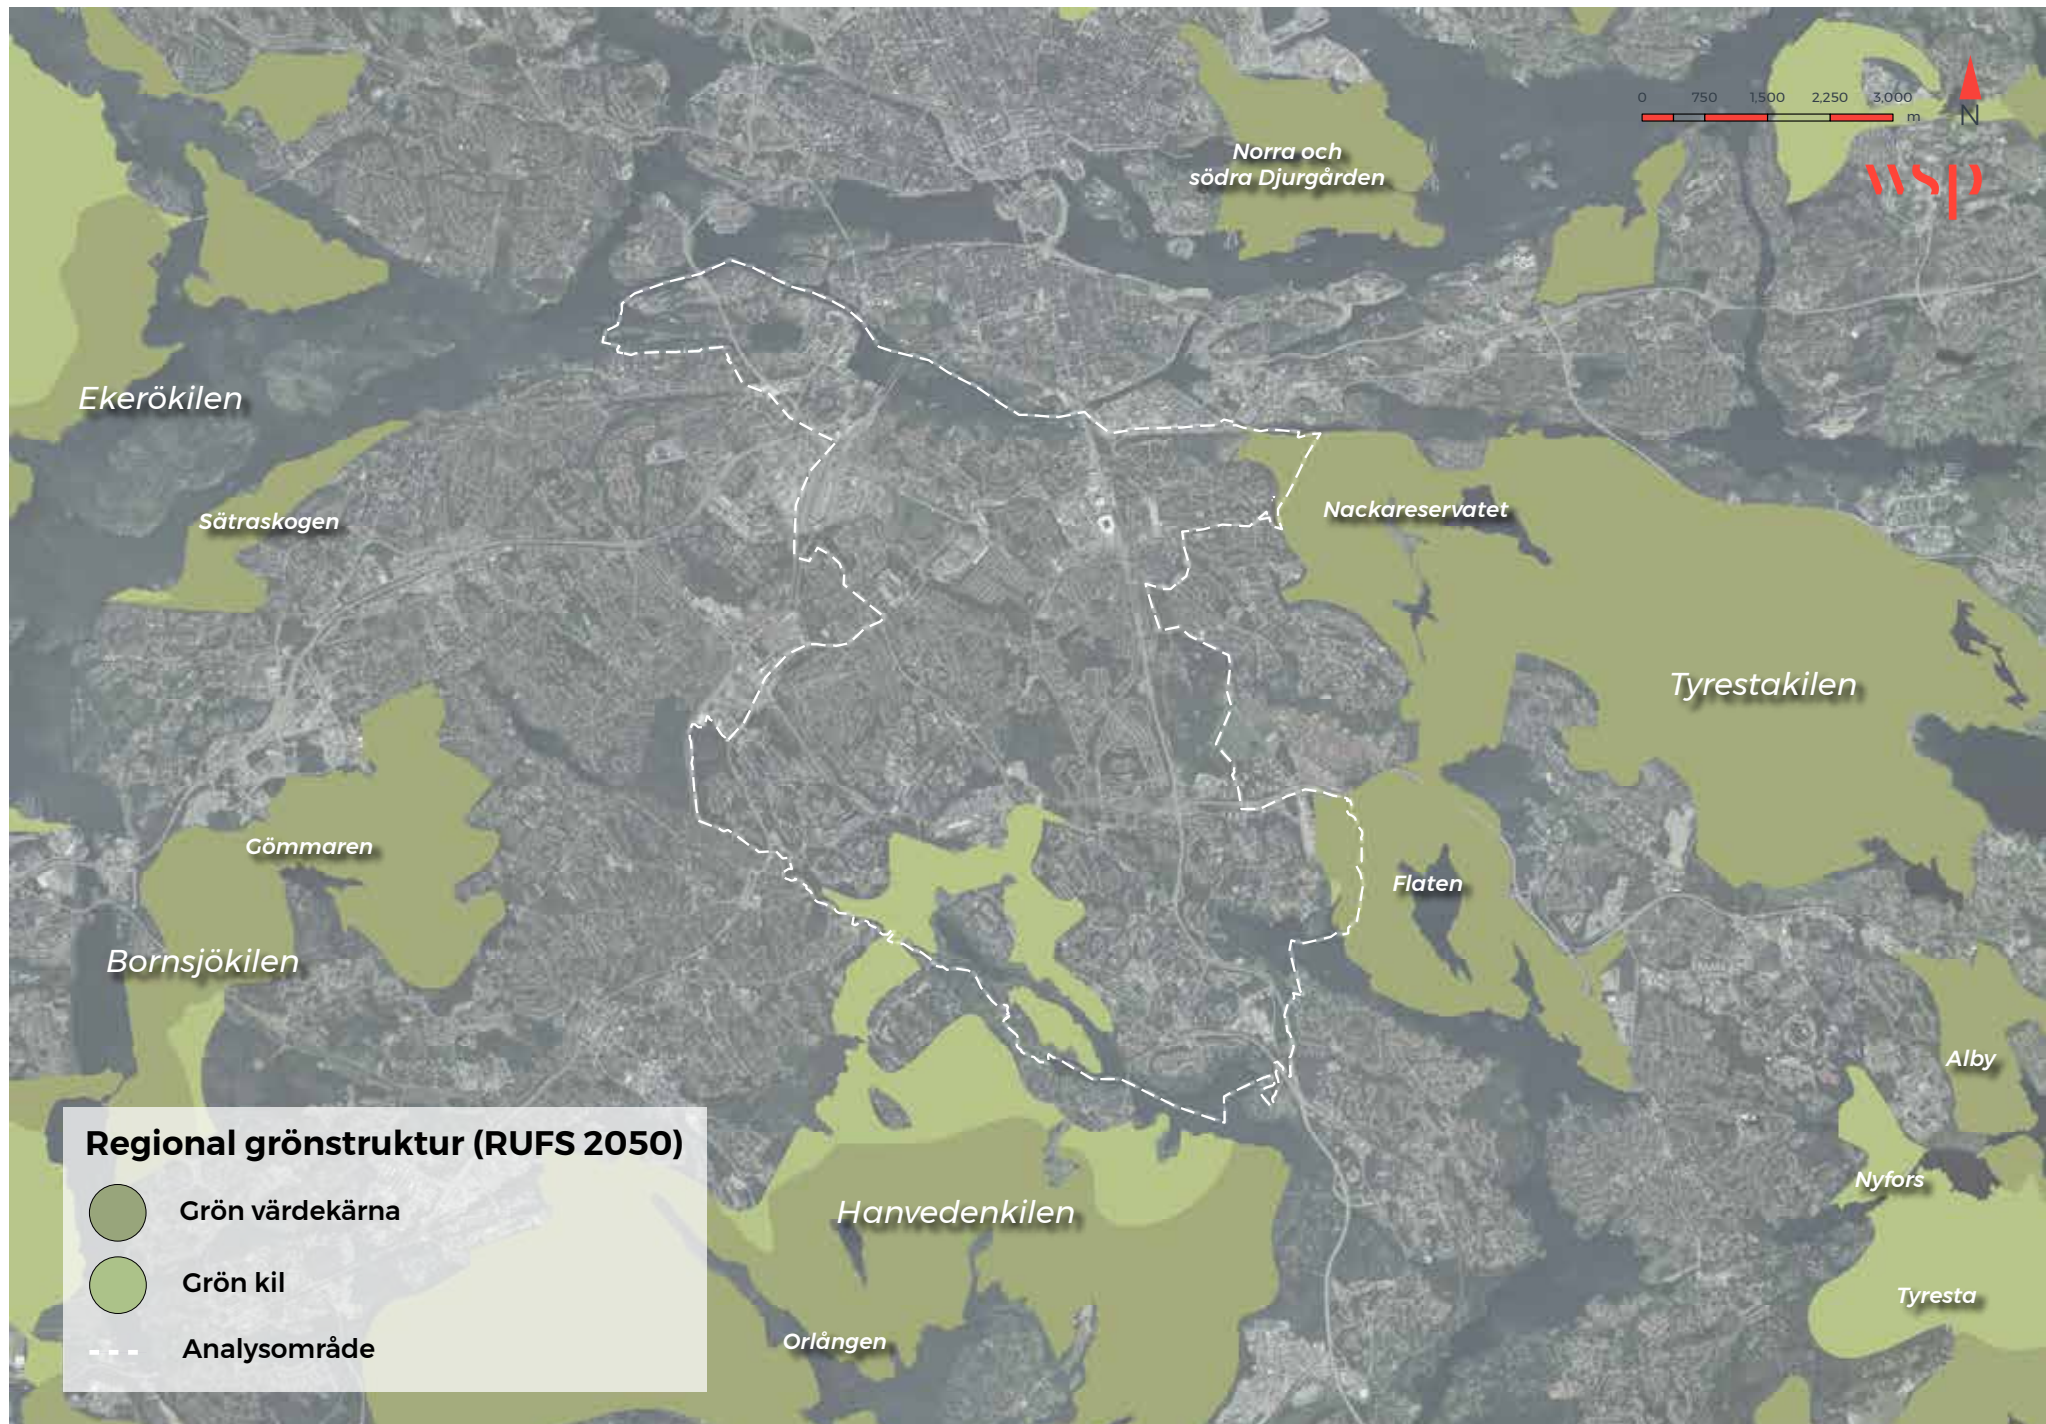 0 750 1,500 2,250 3,000
m
N
wsp
Norra och
södra Djurgården
Ekerökilen
Sätraskogen
Nackareservatet
Tyrestakilen
Gömmaren
Flaten
Bornsjökilen
Alby
Nyfors
Hanvedenkilen
Tyresta
Orlången
Regional grönstruktur (RUFS 2050)
Grön värdekärna
Grön kil
Analysområde